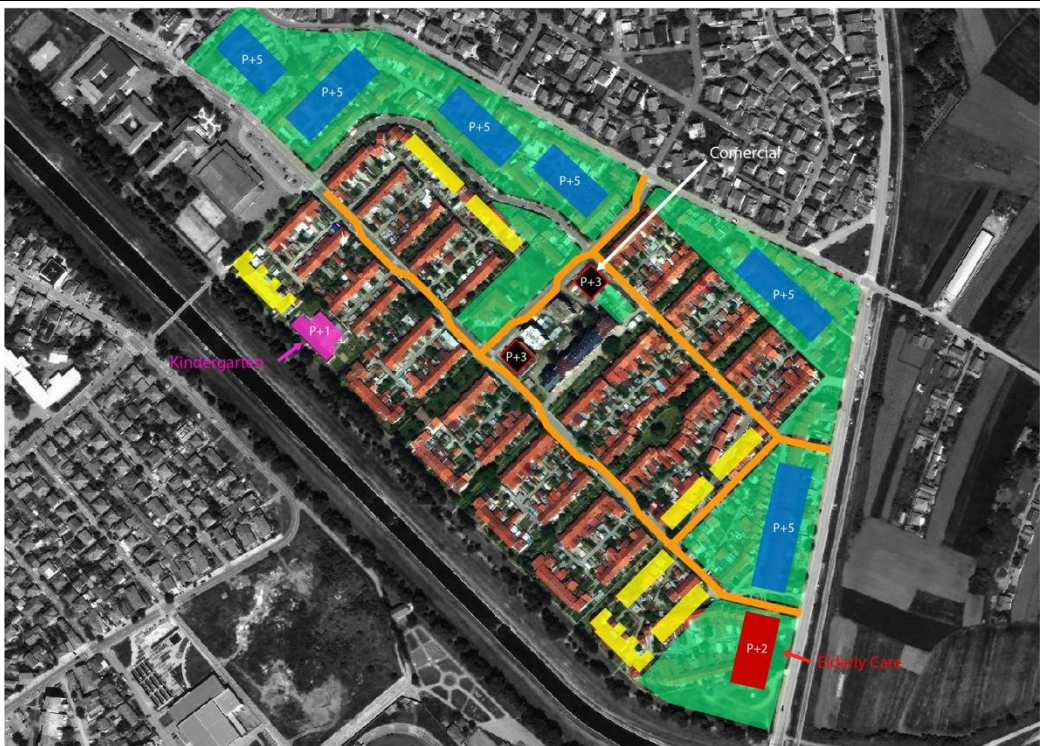 P+5
P+5
P+5
P+5
Comercial
P+3
P+5
P+1
P+3
Kindergarten
P+5
P+2
Elderly Care